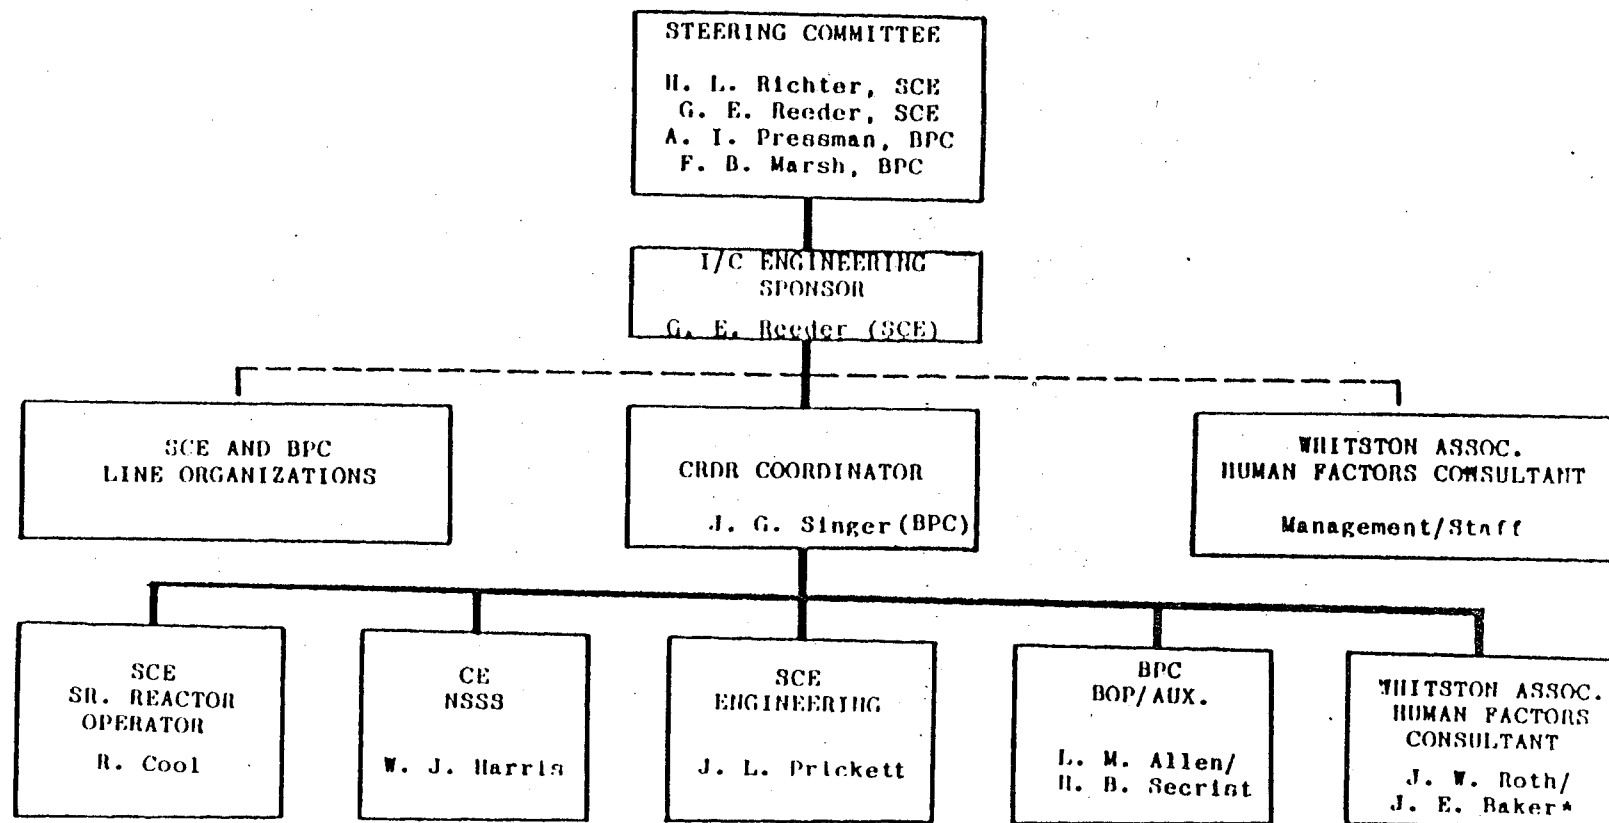 STEERING COMMITTEE
H. L. Richter, SCE
G. E. Reeder, SCE
A. I. Pressman, BPC
F. B. Marsh, BPC
I/C ENGINEERING
SPONSOR
G. E. Reeder (SCE)
SCE AND BPC
LINE ORGANIZATIONS
CRDR COORDINATOR
J. G. Singer (BPC)
WHITSTON ASSOC.
HUMAN FACTORS CONSULTANT
Management/Staff
SCE
SR. REACTOR
OPERATOR
R. Cool
CE
NSSS
W. J. Harris
SCE
ENGINEERING
J. L. Prickett
BPC
BOP/AUX.
L. M. Allen/
H. B. Secrist
WHITSTON ASSOC.
HUMAN FACTORS
CONSULTANT
J. W. Roth/
J. E. Baker*